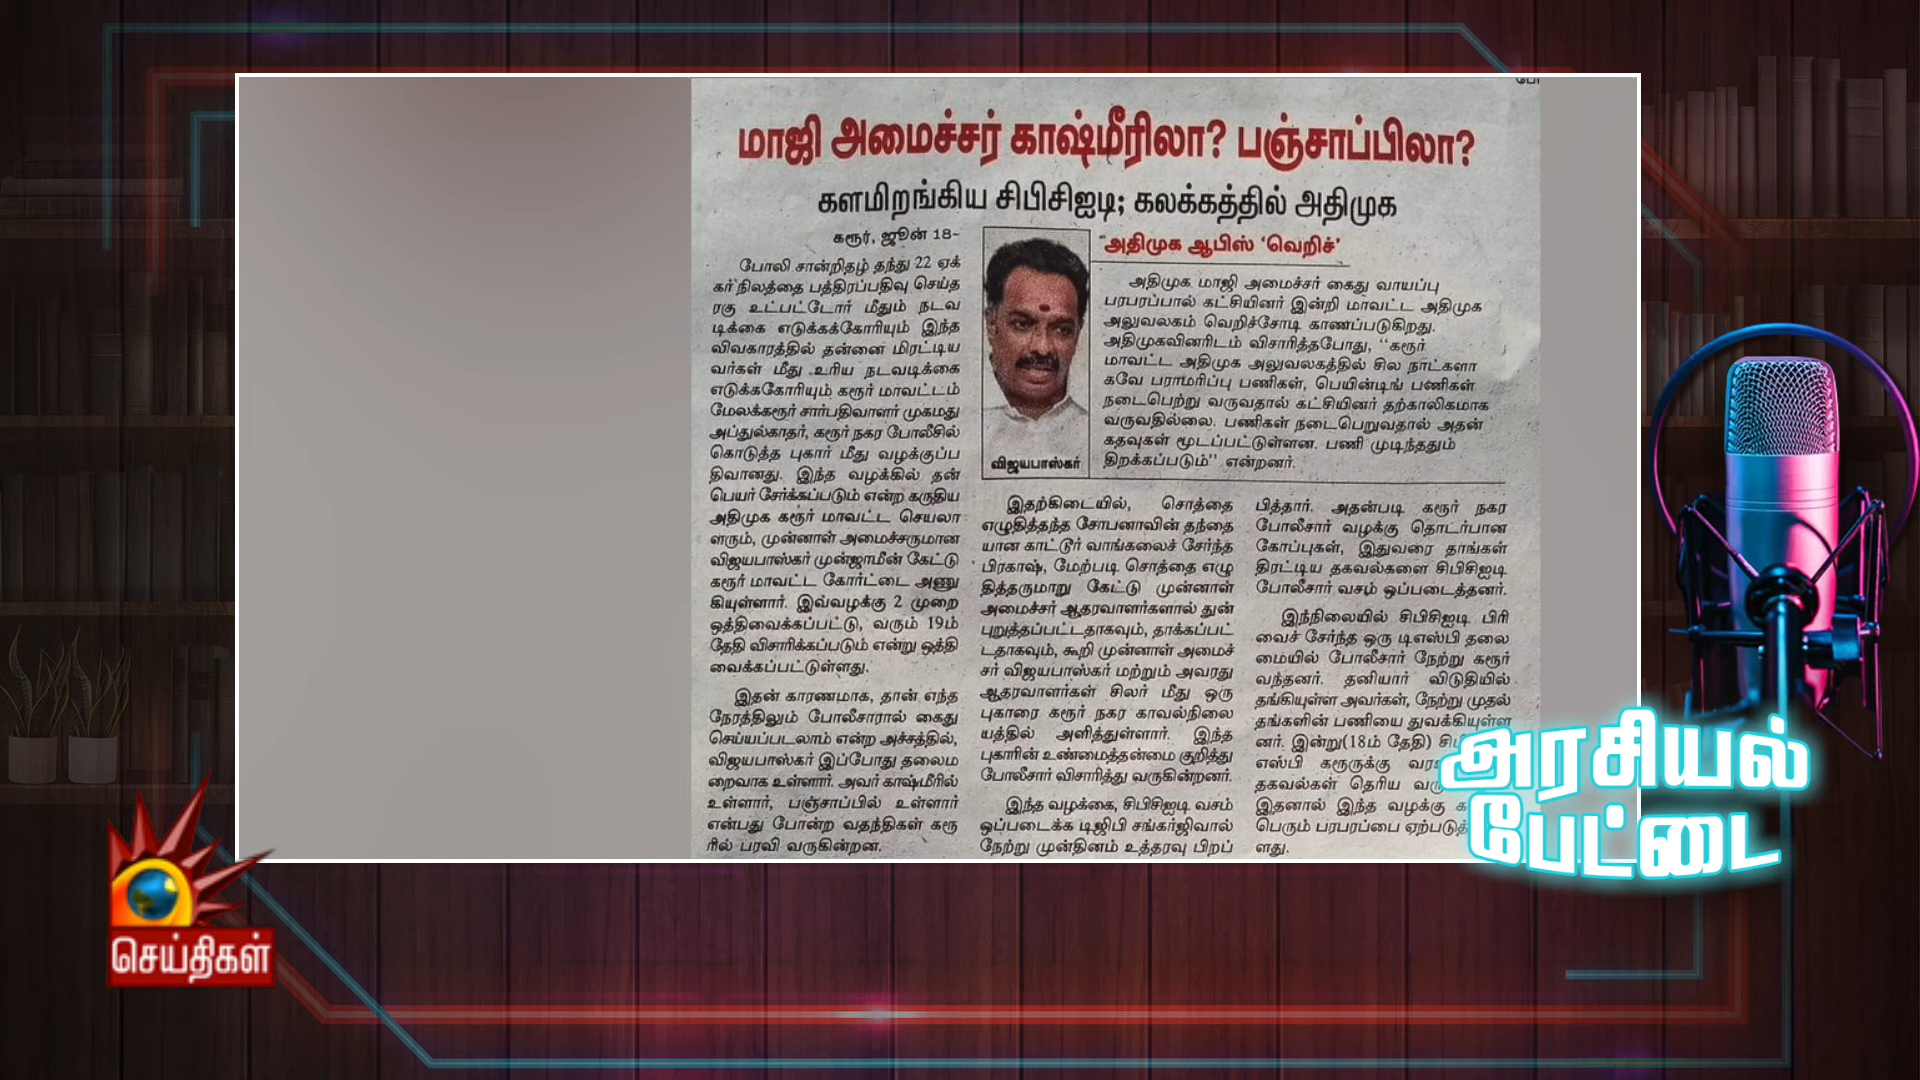 மாஜி அமைச்சர் காஷ்மீரிலா? பஞ்சாப்பிலா?
களமிறங்கிய சிபிசிஐடி; கலக்கத்தில் அதிமுக
கரூர், ஜூன் 18-
போலி சான்றிதழ் தந்து 22 ஏக்
கர் நிலத்தை பத்திரப்பதிவு செய்த
ரகு உட்பட்டோர் மீதும் நடவ
டிக்கை எடுக்கக்கோரியும் இந்த
விவகாரத்தில் தன்னை மிரட்டிய
வர்கள் மீது உரிய நடவடிக்கை
எடுக்ககோரியும் கரூர் மாவட்டம்
மேலக்கரூர் சார்பதிவாளர் முகமது
அப்துல்காதர், கரூர் நகர போலீசில்
கொடுத்த புகார் மீது வழக்குப்ப
திவானது. இந்த வழக்கில் தன்
பெயர் சேர்க்கப்படும் என்ற கருதிய
அதிமுக கரூர் மாவட்ட செயலா
ளரும், முன்னாள் அமைச்சருமான
விஜயபாஸ்கர் முன்ஜாமீன் கேட்டு
கரூர் மாவட்ட கோர்ட்டை அணு
கியுள்ளார். இவ்வழக்கு 2 முறை
ஒத்திவைக்கப்பட்டு, வரும் 19ம்
தேதி விசாரிக்கப்படும் என்று ஒத்தி
வைக்கப்பட்டுள்ளது.
இதன் காரணமாக, தான் எந்த
நேரத்திலும் போலீசாரால் கைது
செய்யப்படலாம் என்ற அச்சத்தில்,
விஜயபாஸ்கர் இப்போது தலைம
றைவாக உள்ளார். அவர் காஷ்மீரில்
உள்ளார், பஞ்சாப்பில் உள்ளார்
என்பது போன்ற வதந்திகள் கரூ
ரில் பரவி வருகின்றன.
விஜயபாஸ்கர்
அதிமுக ஆபிஸ் 'வெறிச்'
அதிமுக மாஜி அமைச்சர் கைது வாய்ப்பு
பரபரப்பால் கட்சியினர் இன்றி மாவட்ட அதிமுக
அலுவலகம் வெறிச்சோடி காணப்படுகிறது.
அதிமுகவினரிடம் விசாரித்தபோது, ''கரூர்
மாவட்ட அதிமுக அலுவலகத்தில் சில நாட்களா
கவே பராமரிப்பு பணிகள், பெயின்டிங் பணிகள்
நடைபெற்று வருவதால் கட்சியினர் தற்காலிகமாக
வருவதில்லை. பணிகள் நடைபெறுவதால் அதன்
கதவுகள் மூடப்பட்டுள்ளன. பணி முடிந்ததும்
திறக்கப்படும்'' என்றனர்.
இதற்கிடையில், சொத்தை
எழுதித்தந்த சோபனாவின் தந்தை
யான காட்டூர் வாங்கலைச் சேர்ந்த
பிரகாஷ், மேற்படி சொத்தை எழு
தித்தருமாறு கேட்டு முன்னாள்
அமைச்சர் ஆதரவாளர்களால் துன்
புறுத்தப்பட்டதாகவும், தாக்கப்பட்
டதாகவும், கூறி முன்னாள் அமைச்
சர் விஜயபாஸ்கர் மற்றும் அவரது
ஆதரவாளர்கள் சிலர் மீது ஒரு
புகாரை கரூர் நகர காவல்நிலை
யத்தில் அளித்துள்ளார். இந்த
புகாரின் உண்மைத்தன்மை குறித்து
போலீசார் விசாரித்து வருகின்றனர்.
இந்த வழக்கை, சிபிசிஐடி வசம்
ஒப்படைக்க டிஜிபி சங்கர்ஜிவால்
நேற்று முன்தினம் உத்தரவு பிறப்
பித்தார். அதன்படி கரூர் நகர
போலீசார் வழக்கு தொடர்பான
கோப்புகள், இதுவரை தாங்கள்
திரட்டிய தகவல்களை சிபிசிஐடி
போலீசார் வசம் ஒப்படைத்தனர்.
இந்நிலையில் சிபிசிஐடி பிரி
வைச் சேர்ந்த ஒரு டிஎஸ்பி தலை
மையில் போலீசார் நேற்று கரூர்
வந்தனர். தனியார் விடுதியில்
தங்கியுள்ள அவர்கள், நேற்று முதல்
தங்களின் பணியை துவக்கியுள்ள
னர். இன்று(18ம் தேதி)
எஸ்பி கரூருக்கு
தகவல்கள் தெரிய
இதனால் இந்த வழக்கு
பெரும் பரபரப்பை
ளது.
அரசியல்
பேட்டை
செய்திகள்